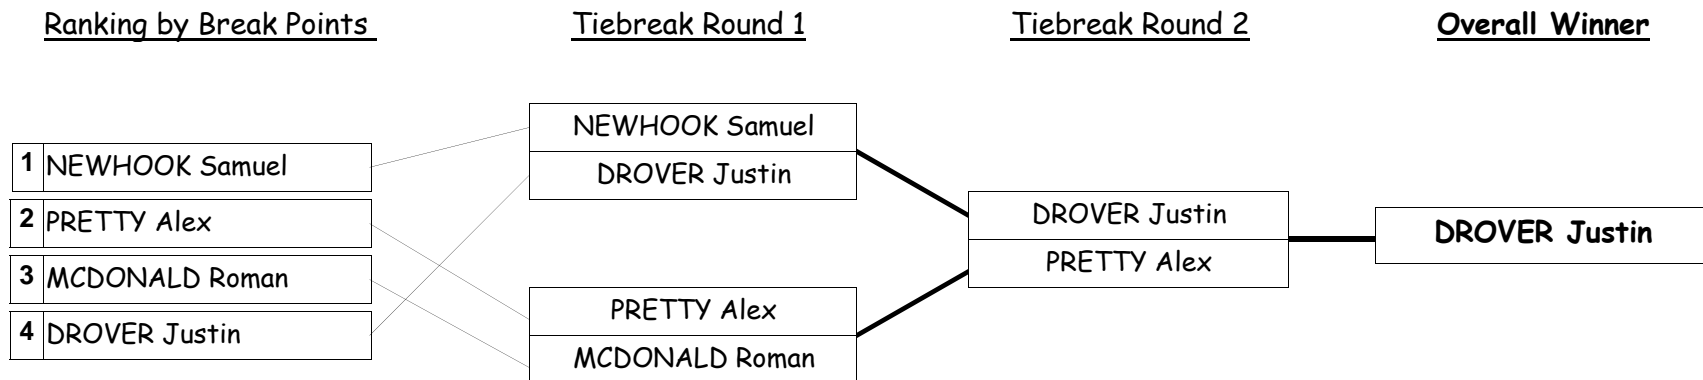 Ranking by Break Points
Tiebreak Round 1
Tiebreak Round 2
Overall Winner
1 NEWHOOK Samuel
2 PRETTY Alex
3 MCDONALD Roman
4 DROVER Justin
NEWHOOK Samuel
DROVER Justin
PRETTY Alex
MCDONALD Roman
DROVER Justin
PRETTY Alex
DROVER Justin